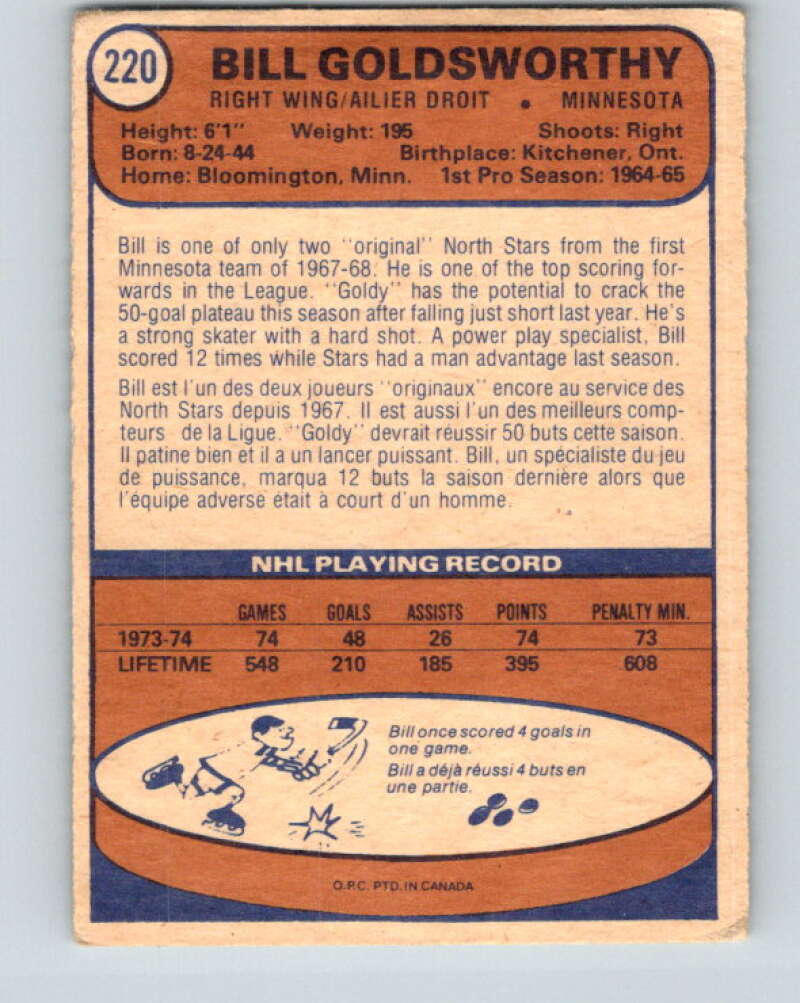 220
BILL GOLDSWORTHY
RIGHT WING/AILIER DROIT • MINNESOTA
Height: 6'1" Weight: 195 Shoots: Right
Born: 8-24-44 Birthplace: Kitchener, Ont.
Home: Bloomington, Minn. 1st Pro Season: 1964-65
Bill is one of only two "original" North Stars from the first
Minnesota team of 1967-68. He is one of the top scoring for-
wards in the League. "Goldy" has the potential to crack the
50-goal plateau this season after falling just short last year. He's
a strong skater with a hard shot. A power play specialist, Bill
scored 12 times while Stars had a man advantage last season.
Bill est l'un des deux joueurs "originaux" encore au service des
North Stars depuis 1967. Il est aussi l'un des meilleurs comp-
teurs de la Ligue. "Goldy" devrait réussir 50 buts cette saison.
Il patine bien et il a un lancer puissant. Bill, un spécialiste du jeu
de puissance, marqua 12 buts la saison dernière alors que
l'équipe adverse était à court d'un homme.
NHL PLAYING RECORD
GAMES GOALS ASSISTS POINTS PENALTY MIN.
1973-74 74 48 26 74 73
LIFETIME 548 210 185 395 608
Bill once scored 4 goals in
one game.
Bill a déjà réussi 4 buts en
une partie.
O.P.C. PTD. IN CANADA